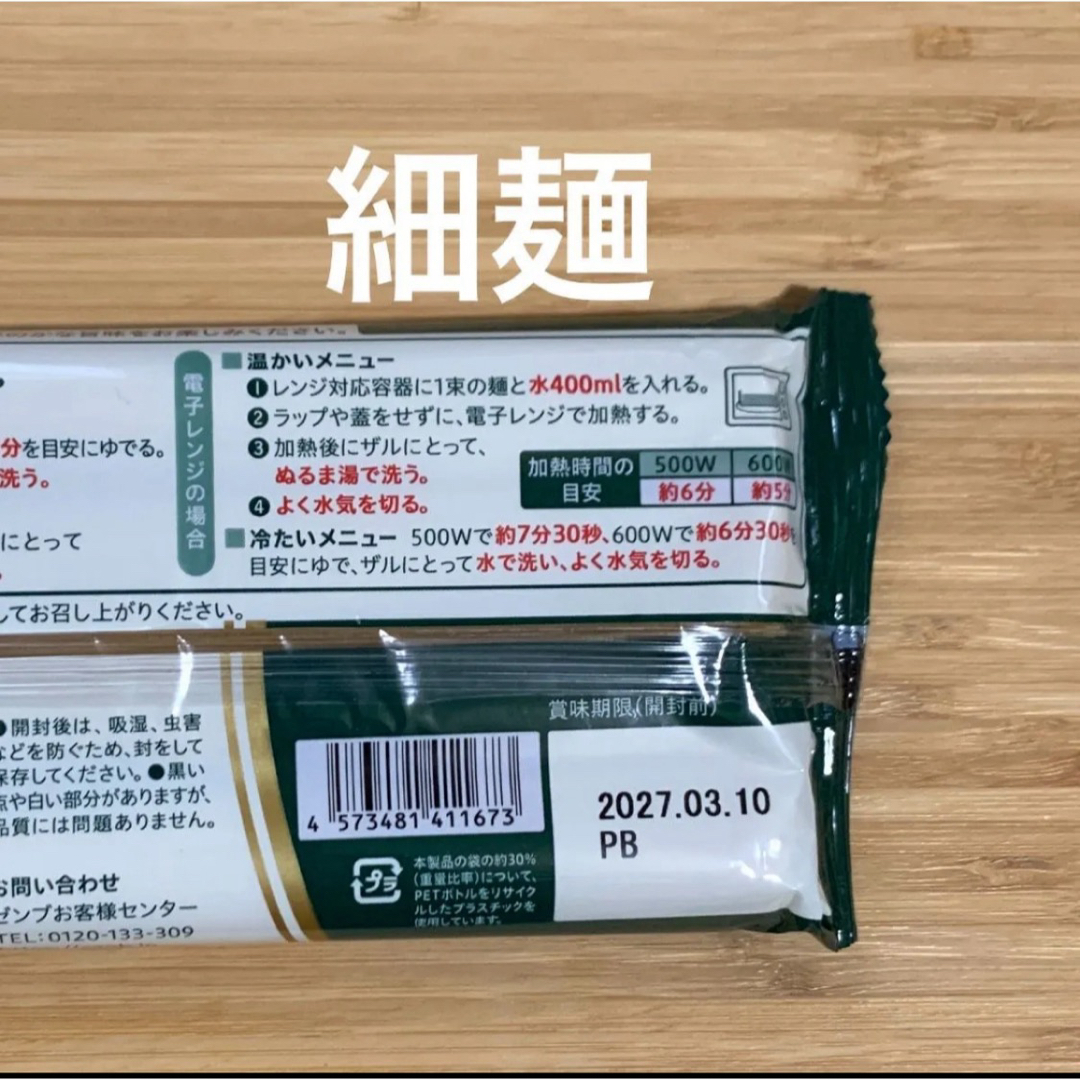 細麺
電子レンジの場合
■温かいメニュー
❶レンジ対応容器に1束の麺と水400mlを入れる。
❷ラップや蓋をせずに、電子レンジで加熱する。
❸加熱後にザルにとって、
ぬるま湯で洗う。
❹よく水気を切る。
加熱時間の目安
500W 600W
約6分 約5分
■冷たいメニュー 500Wで約7分30秒、600Wで約6分30秒を
目安にゆで、ザルにとって水で洗い、よく水気を切る。
分を目安にゆでる。
洗う。
にとって
してお召し上がりください。
●開封後は、吸湿、虫害
などを防ぐため、封をして
保存してください。●黒い
点や白い部分がありますが、
品質には問題ありません。
お問い合わせ
ゼンブお客様センター
TEL:0120-133-309
4 573481 411673
プラ
本製品の袋の約30%
(重量比率)について、
PETボトルをリサイク
ルしたプラスチックを
使用しています。
賞味期限(開封前)
2027.03.10
PB